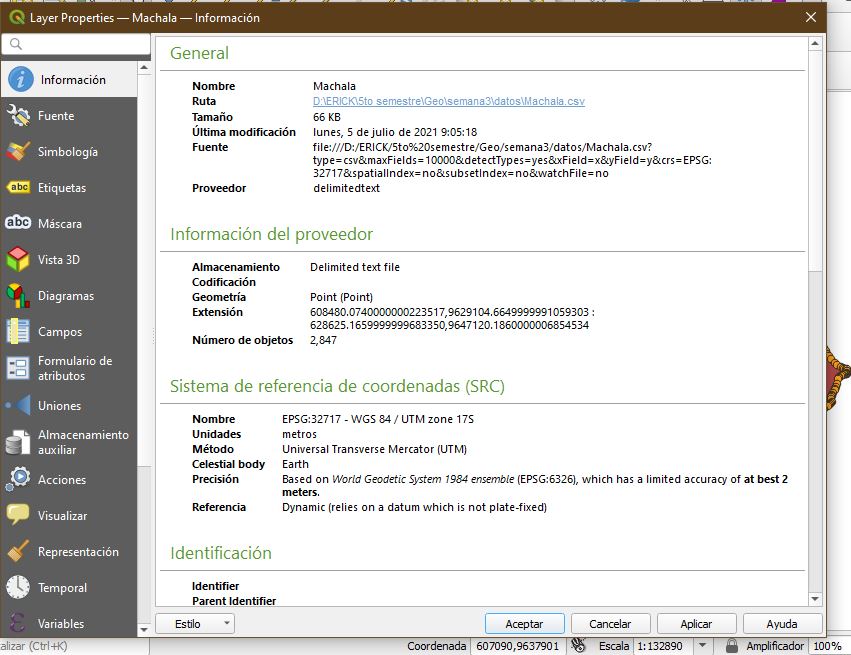 Layer Properties — Machala — Información
Información
Fuente
Simbología
abc Etiquetas
abc Máscara
Vista 3D
Diagramas
Campos
Formulario de
atributos
Uniones
Almacenamiento
auxiliar
Acciones
Visualizar
Representación
Temporal
Variables
General
Nombre Machala
Ruta D:\ERICK\5to semestre\Geo\semana3\datos\Machala.csv
Tamaño 66 KB
Última modificación lunes, 5 de julio de 2021 9:05:18
Fuente file:///D:/ERICK/5to%20semestre/Geo/semana3/datos/Machala.csv?
type=csv&maxFields=10000&detectTypes=yes&xField=x&yField=y&crs=EPSG:
32717&spatialIndex=no&subsetIndex=no&watchFile=no
Proveedor delimitedtext
Información del proveedor
Almacenamiento Delimited text file
Codificación
Geometría Point (Point)
Extensión 608480.0740000000223517,9629104.6649999991059303 :
628625.1659999999683350,9647120.1860000006854534
Número de objetos 2,847
Sistema de referencia de coordenadas (SRC)
Nombre EPSG:32717 - WGS 84 / UTM zone 17S
Unidades metros
Método Universal Transverse Mercator (UTM)
Celestial body Earth
Precisión Based on World Geodetic System 1984 ensemble (EPSG:6326), which has a limited accuracy of at best 2
meters.
Referencia Dynamic (relies on a datum which is not plate-fixed)
Identificación
Identifier
Parent Identifier
Estilo Aceptar Cancelar Aplicar Ayuda
alizar (Ctrl+K) Coordenada 607090,9637901 Escala 1:132890 Amplificador 100%